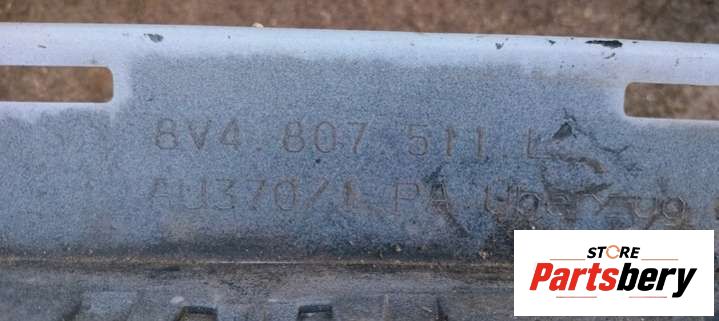 8V4.807.511.L
AU370/1 PA
STORE
Partsbery